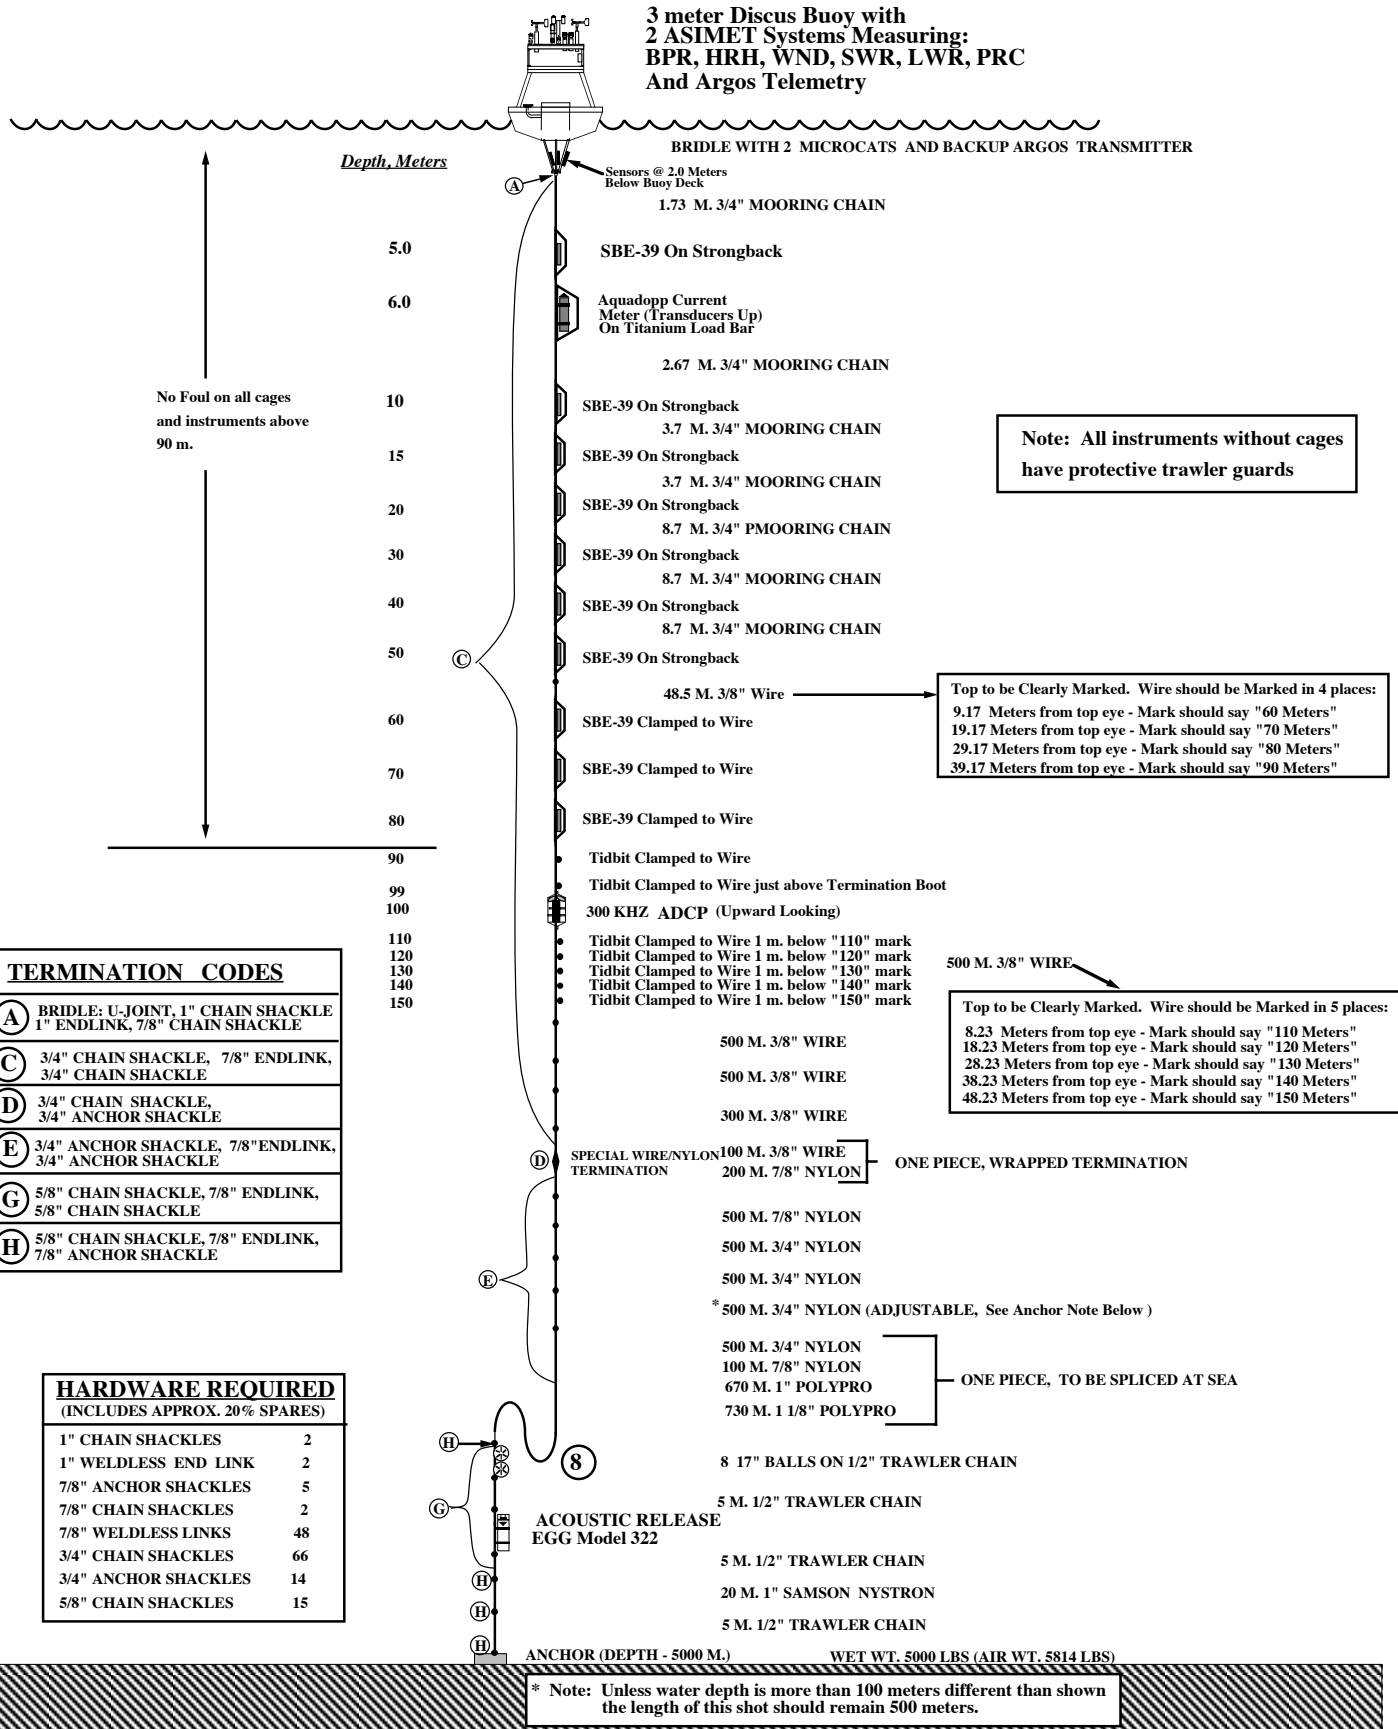 3 meter Discus Buoy with
2 ASIMET Systems Measuring:
BPR, HRH, WND, SWR, LWR, PRC
And Argos Telemetry
BRIDLE WITH 2 MICROCATS AND BACKUP ARGOS TRANSMITTER
Depth, Meters
Sensors @ 2.0 Meters
Below Buoy Deck
A
1.73 M. 3/4" MOORING CHAIN
5.0
SBE-39 On Strongback
6.0
Aquadopp Current
Meter (Transducers Up)
On Titanium Load Bar
2.67 M. 3/4" MOORING CHAIN
No Foul on all cages
and instruments above
90 m.
10
SBE-39 On Strongback
3.7 M. 3/4" MOORING CHAIN
Note: All instruments without cages
have protective trawler guards
15
SBE-39 On Strongback
3.7 M. 3/4" MOORING CHAIN
20
SBE-39 On Strongback
8.7 M. 3/4" PMOORING CHAIN
30
SBE-39 On Strongback
8.7 M. 3/4" MOORING CHAIN
40
SBE-39 On Strongback
8.7 M. 3/4" MOORING CHAIN
50
C
SBE-39 On Strongback
48.5 M. 3/8" Wire
Top to be Clearly Marked. Wire should be Marked in 4 places:
9.17 Meters from top eye - Mark should say "60 Meters"
19.17 Meters from top eye - Mark should say "70 Meters"
29.17 Meters from top eye - Mark should say "80 Meters"
39.17 Meters from top eye - Mark should say "90 Meters"
60
SBE-39 Clamped to Wire
70
SBE-39 Clamped to Wire
80
SBE-39 Clamped to Wire
90
Tidbit Clamped to Wire
99
Tidbit Clamped to Wire just above Termination Boot
100
300 KHZ ADCP (Upward Looking)
110
Tidbit Clamped to Wire 1 m. below "110" mark
120
Tidbit Clamped to Wire 1 m. below "120" mark
130
Tidbit Clamped to Wire 1 m. below "130" mark
140
Tidbit Clamped to Wire 1 m. below "140" mark
150
Tidbit Clamped to Wire 1 m. below "150" mark
500 M. 3/8" WIRE
Top to be Clearly Marked. Wire should be Marked in 5 places:
8.23 Meters from top eye - Mark should say "110 Meters"
18.23 Meters from top eye - Mark should say "120 Meters"
28.23 Meters from top eye - Mark should say "130 Meters"
38.23 Meters from top eye - Mark should say "140 Meters"
48.23 Meters from top eye - Mark should say "150 Meters"
TERMINATION CODES
A BRIDLE: U-JOINT, 1" CHAIN SHACKLE
1" ENDLINK, 7/8" CHAIN SHACKLE
C 3/4" CHAIN SHACKLE, 7/8" ENDLINK,
3/4" CHAIN SHACKLE
D 3/4" CHAIN SHACKLE,
3/4" ANCHOR SHACKLE
E 3/4" ANCHOR SHACKLE, 7/8"ENDLINK,
3/4" ANCHOR SHACKLE
G 5/8" CHAIN SHACKLE, 7/8" ENDLINK,
5/8" CHAIN SHACKLE
H 5/8" CHAIN SHACKLE, 7/8" ENDLINK,
7/8" ANCHOR SHACKLE
500 M. 3/8" WIRE
500 M. 3/8" WIRE
300 M. 3/8" WIRE
D
SPECIAL WIRE/NYLON
TERMINATION
100 M. 3/8" WIRE
200 M. 7/8" NYLON
ONE PIECE, WRAPPED TERMINATION
500 M. 7/8" NYLON
500 M. 3/4" NYLON
E
500 M. 3/4" NYLON
* 500 M. 3/4" NYLON (ADJUSTABLE, See Anchor Note Below )
500 M. 3/4" NYLON
100 M. 7/8" NYLON
670 M. 1" POLYPRO
730 M. 1 1/8" POLYPRO
ONE PIECE, TO BE SPLICED AT SEA
HARDWARE REQUIRED
(INCLUDES APPROX. 20% SPARES)
1" CHAIN SHACKLES 2
1" WELDLESS END LINK 2
7/8" ANCHOR SHACKLES 5
7/8" CHAIN SHACKLES 2
7/8" WELDLESS LINKS 48
3/4" CHAIN SHACKLES 66
3/4" ANCHOR SHACKLES 14
5/8" CHAIN SHACKLES 15
H
8
8 17" BALLS ON 1/2" TRAWLER CHAIN
G
5 M. 1/2" TRAWLER CHAIN
ACOUSTIC RELEASE
EGG Model 322
5 M. 1/2" TRAWLER CHAIN
H
20 M. 1" SAMSON NYSTRON
H
5 M. 1/2" TRAWLER CHAIN
H
ANCHOR (DEPTH - 5000 M.)
WET WT. 5000 LBS (AIR WT. 5814 LBS)
* Note: Unless water depth is more than 100 meters different than shown
the length of this shot should remain 500 meters.